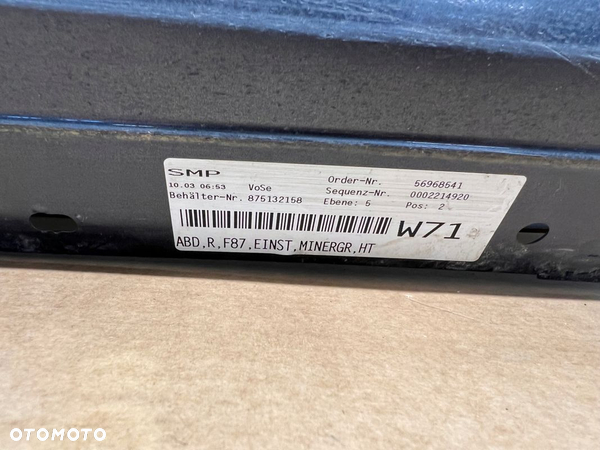 SMP
Order-Nr. 56968541
10.03 06:53 VoSe Sequenz-Nr. 0002214920
Behälter-Nr. 875132158 Ebene: 5 Pos: 2
W71
ABD,R,F87,EINST,MINERGR,HT
OTOMOTO
OTOMOTO